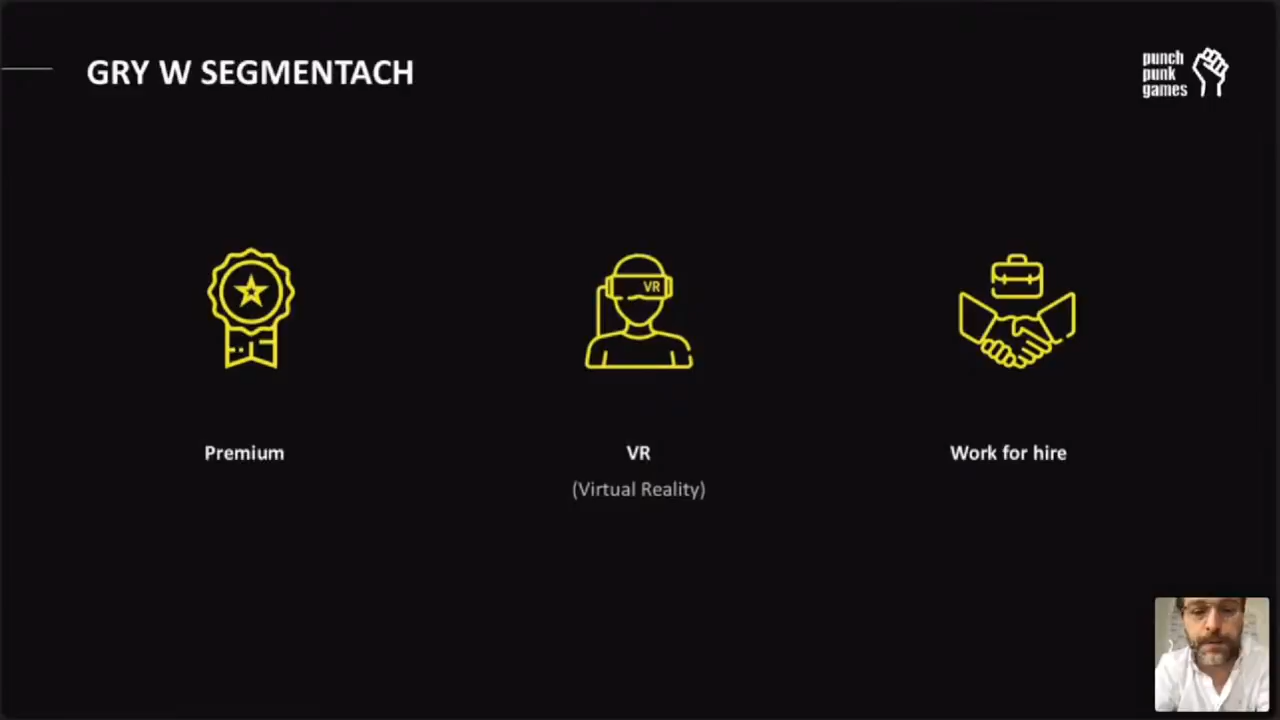 GRY W SEGMENTACH
punch
punk
games
VR
Premium
VR
Work for hire
(Virtual Reality)